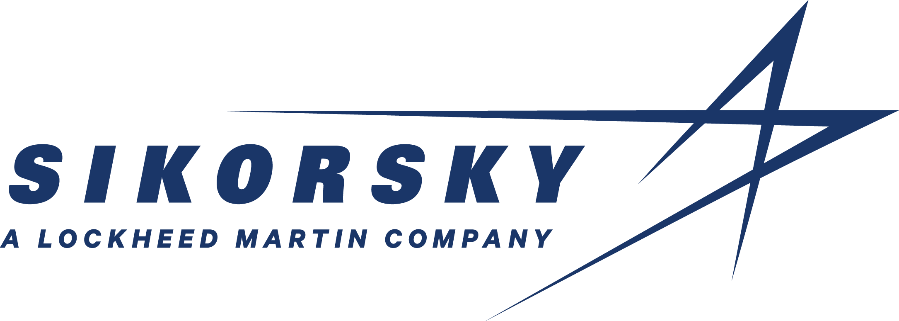 SIKORSKY
A LOCKHEED MARTIN COMPANY